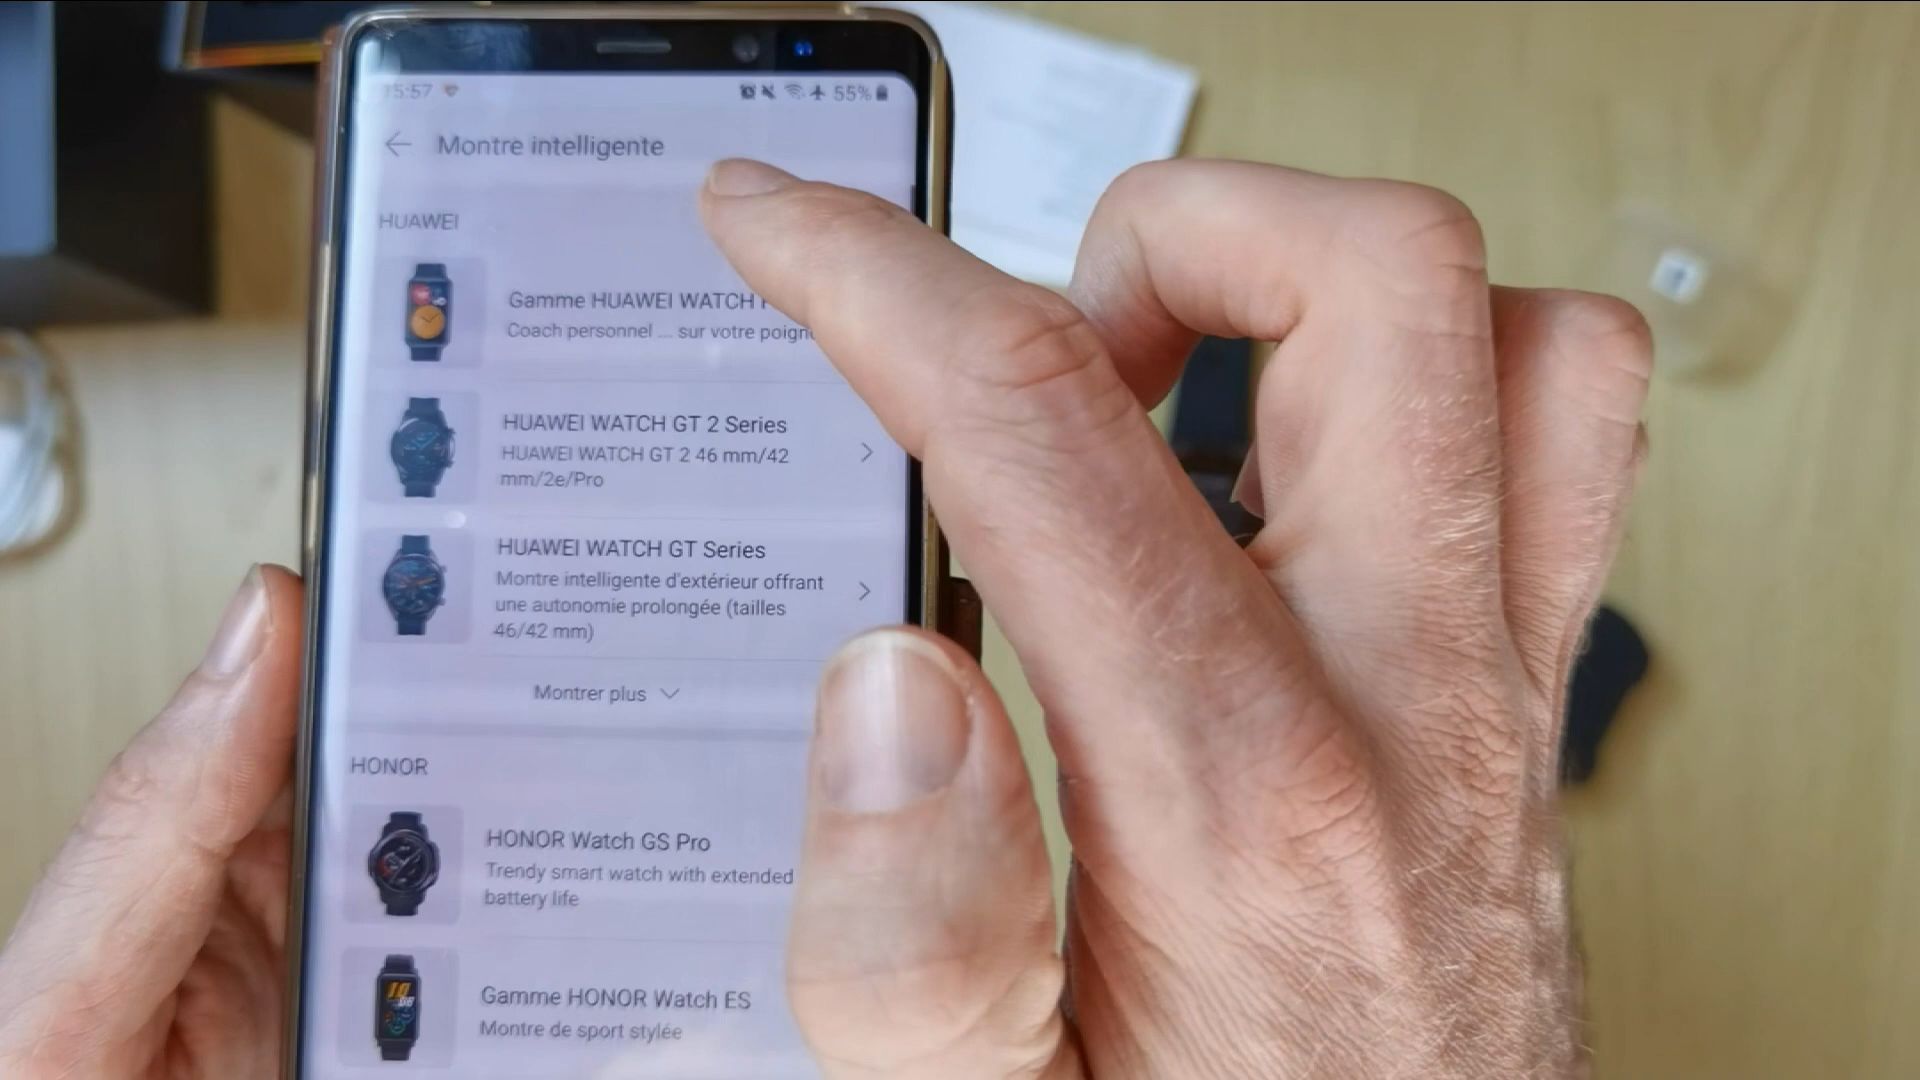 15:57 55%
Montre intelligente
HUAWEI
Gamme HUAWEI WATCH
Coach personnel ... sur votre poign
HUAWEI WATCH GT 2 Series
HUAWEI WATCH GT 2 46 mm/42
mm/2e/Pro
HUAWEI WATCH GT Series
Montre intelligente d'extérieur offrant
une autonomie prolongée (tailles
46/42 mm)
Montrer plus
HONOR
HONOR Watch GS Pro
Trendy smart watch with extended
battery life
Gamme HONOR Watch ES
Montre de sport stylée